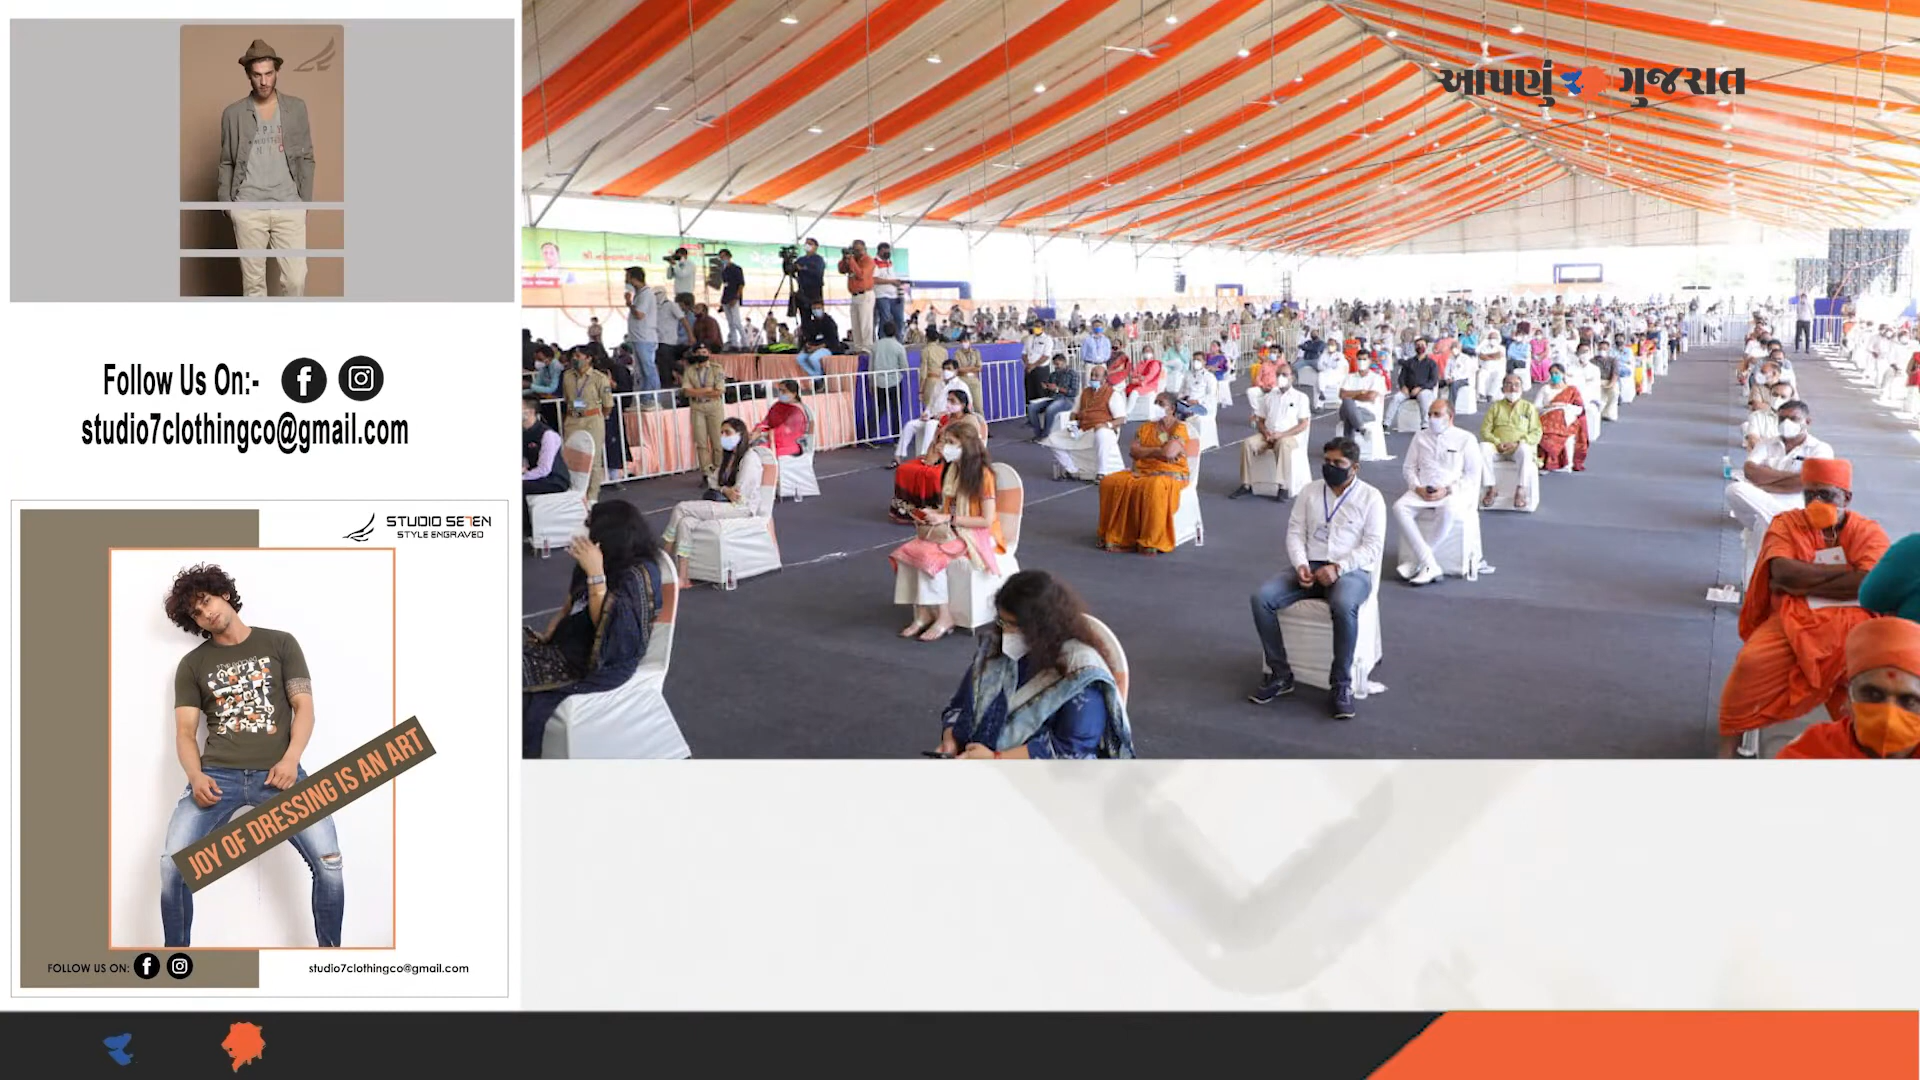 Follow Us On:-
studio7clothingco@gmail.com
STUDIO SE7EN
STYLE ENGRAVED
JOY OF DRESSING IS AN ART
FOLLOW US ON:
studio7clothingco@gmail.com
આપણું ગુજરાત